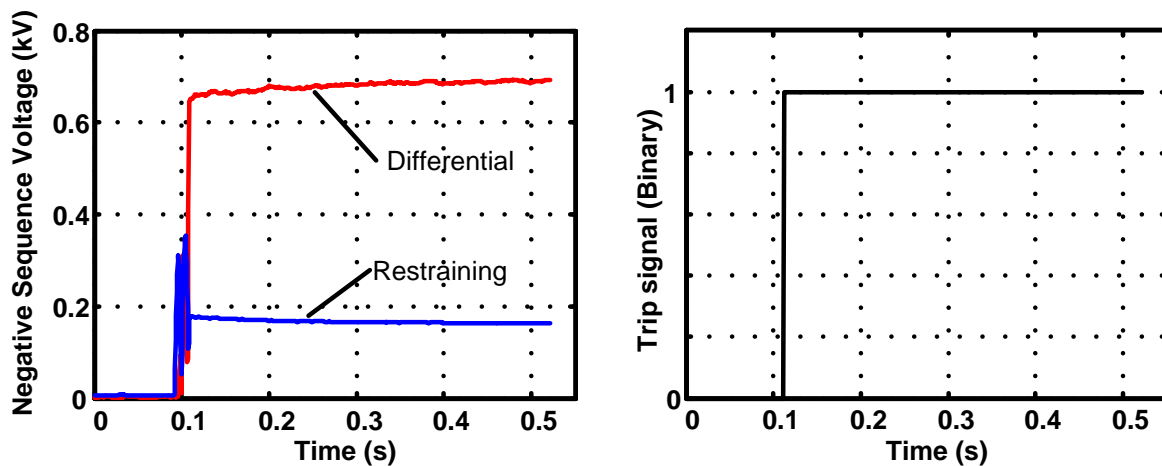 Negative Sequence Voltage (kV)
0.8
0.6
0.4
0.2
0
Differential
Restraining
0 0.1 0.2 0.3 0.4 0.5
Time (s)
Trip signal (Binary)
1
0
0 0.1 0.2 0.3 0.4 0.5
Time (s)